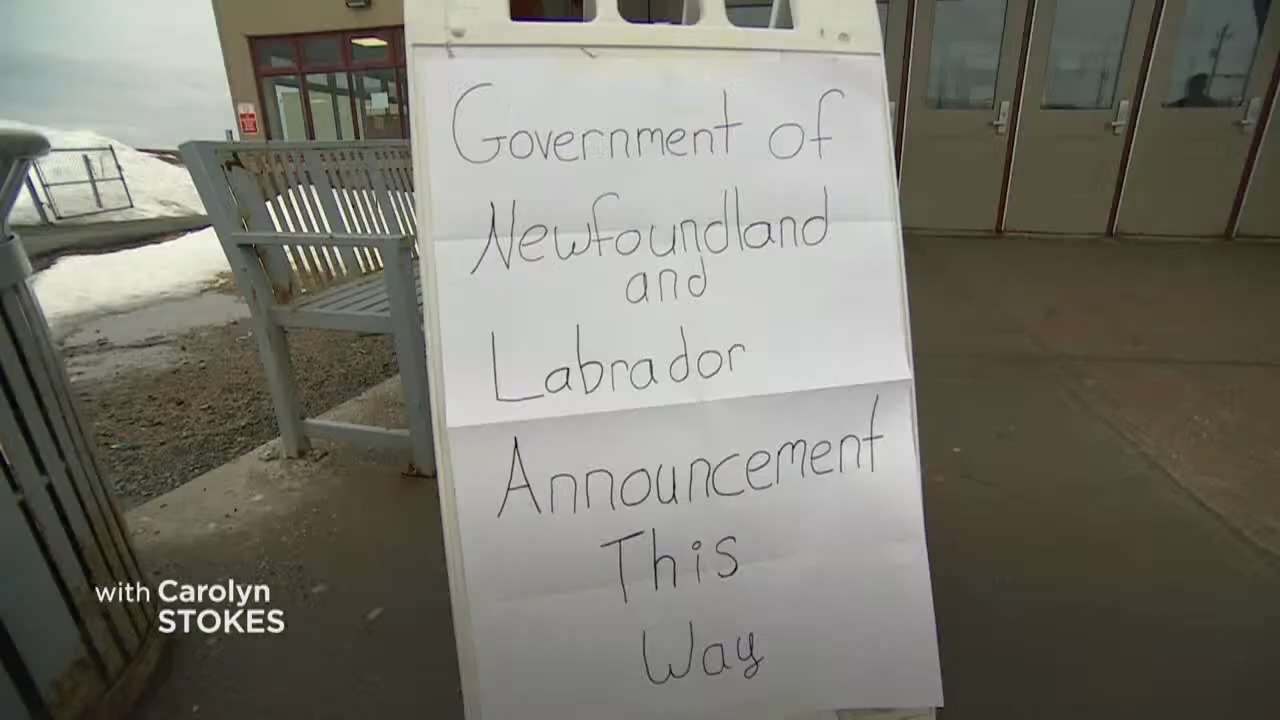 Government of
Newfoundland
and
Labrador
Announcement
This
Way
with Carolyn
STOKES